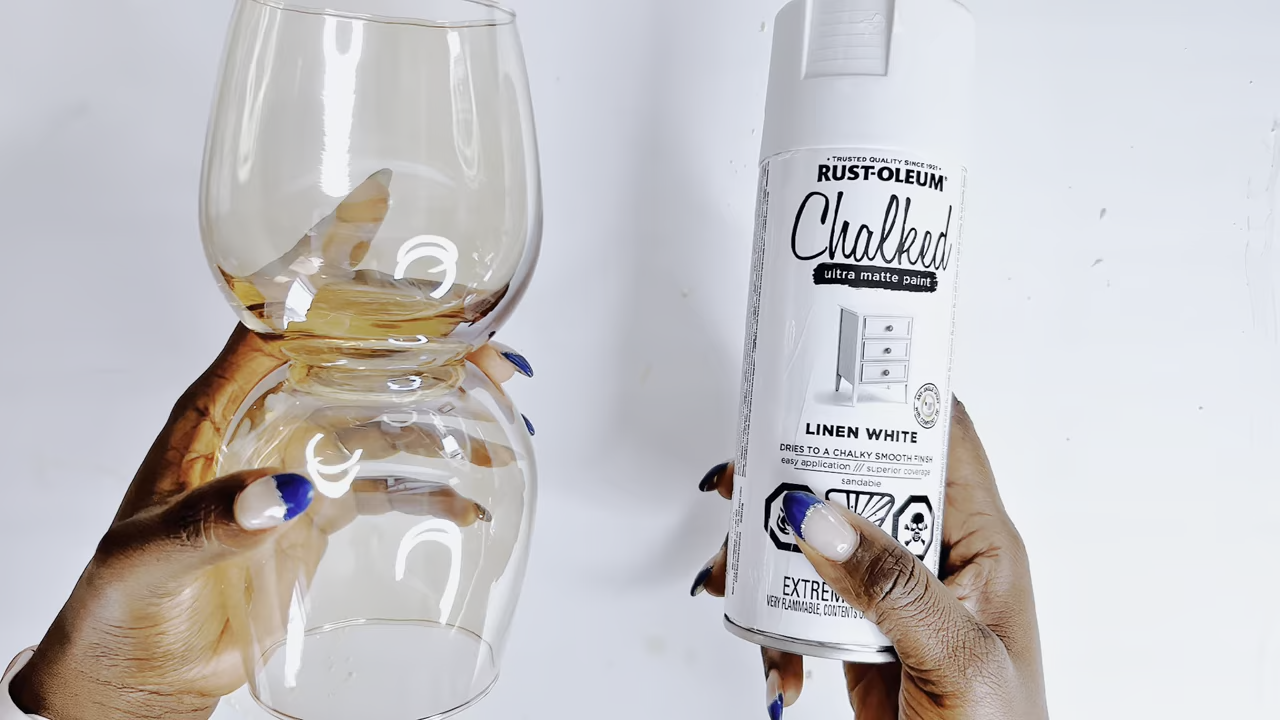 • TRUSTED QUALITY SINCE 1921 •
RUST-OLEUM
Chalked
ultra matte paint
LINEN WHITE
DRIES TO A CHALKY SMOOTH FINISH
easy application /// superior coverage
sandable
VERY FLAMMABLE, CONTENTS